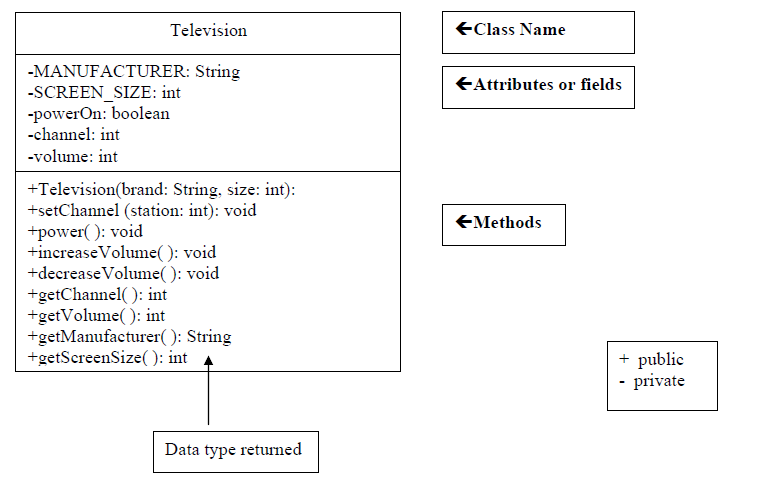 Television
-MANUFACTURER: String
-SCREEN_SIZE: int
-powerOn: boolean
-channel: int
-volume: int
+Television(brand: String, size: int):
+setChannel (station: int): void
+power( ): void
+increaseVolume( ): void
+decreaseVolume( ): void
+getChannel( ): int
+getVolume( ): int
+getManufacturer( ): String
+getScreenSize( ): int
Data type returned
←Class Name
←Attributes or fields
←Methods
+ public
- private